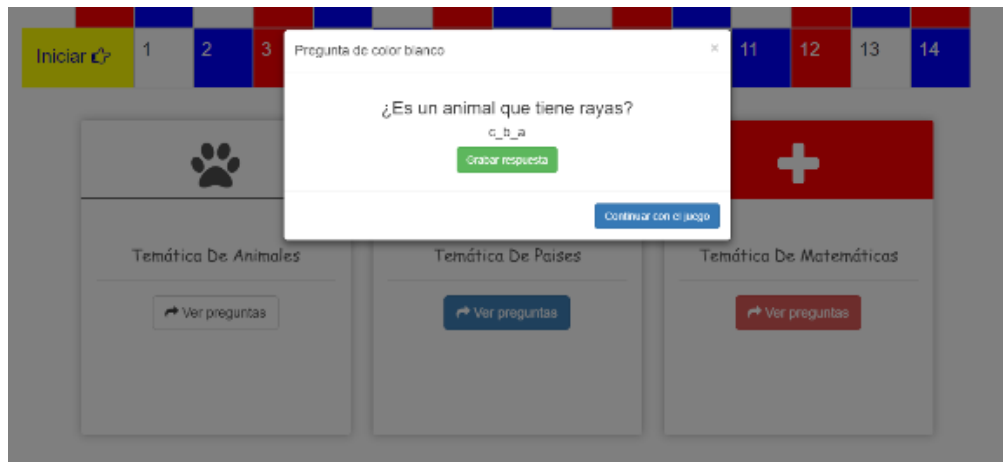 Iniciar 1 2 3 11 12 13 14
Pregunta de color blanco ×
¿Es un animal que tiene rayas?
c_b_a
Grabar respuesta
Continuar con el juego
Temática De Animales Temática De Paises Temática De Matemáticas
Ver preguntas Ver preguntas Ver preguntas